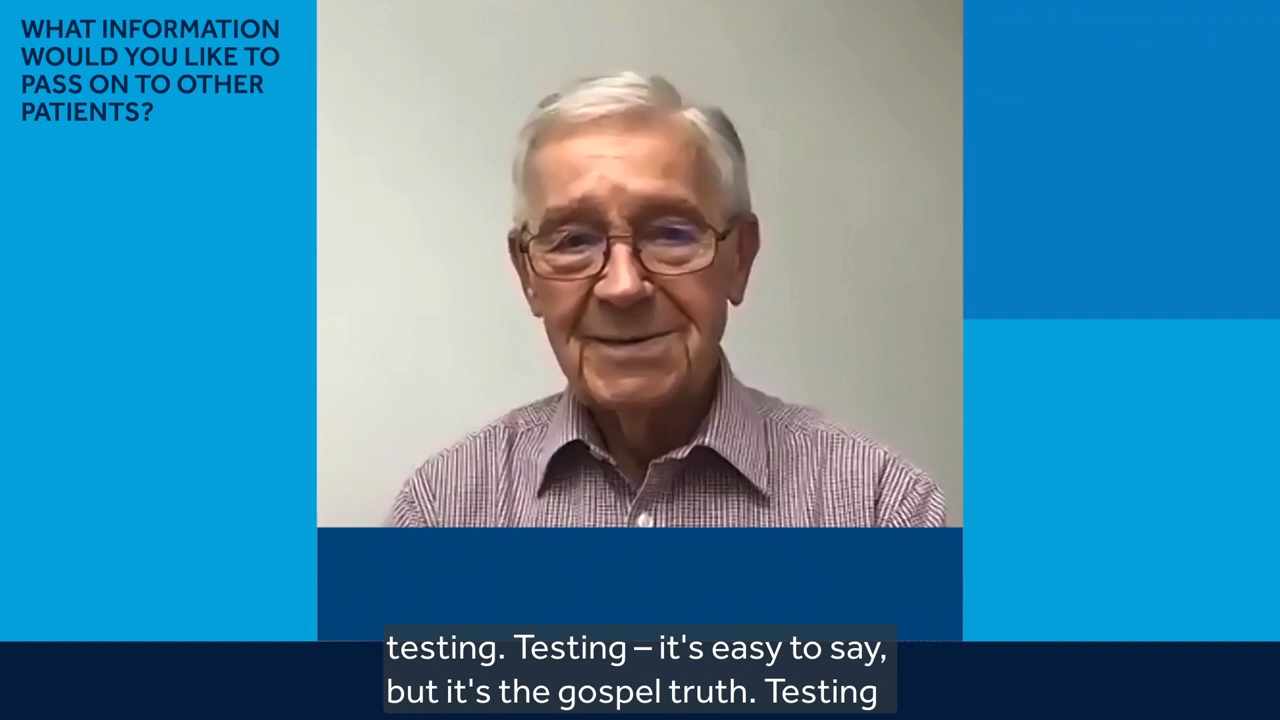 WHAT INFORMATION
WOULD YOU LIKE TO
PASS ON TO OTHER
PATIENTS?
testing. Testing – it's easy to say,
but it's the gospel truth. Testing